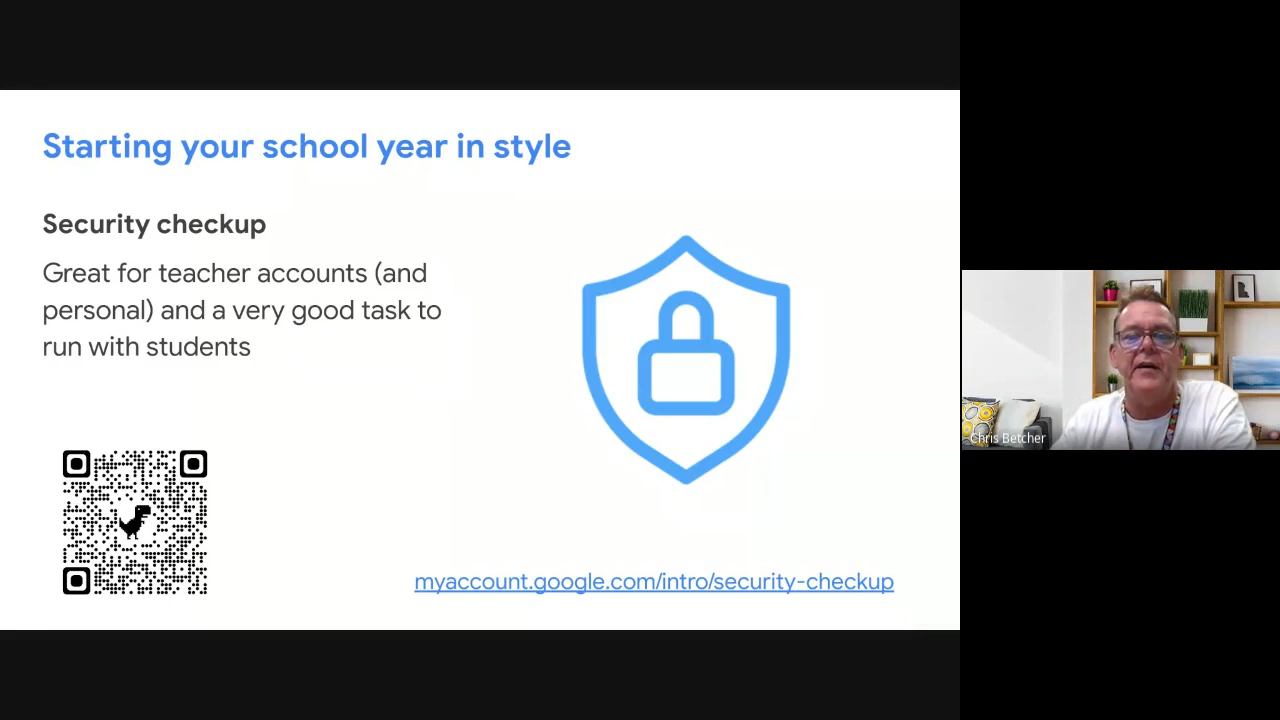 Starting your school year in style
Security checkup
Great for teacher accounts (and
personal) and a very good task to
run with students
myaccount.google.com/intro/security-checkup
Chris Betcher